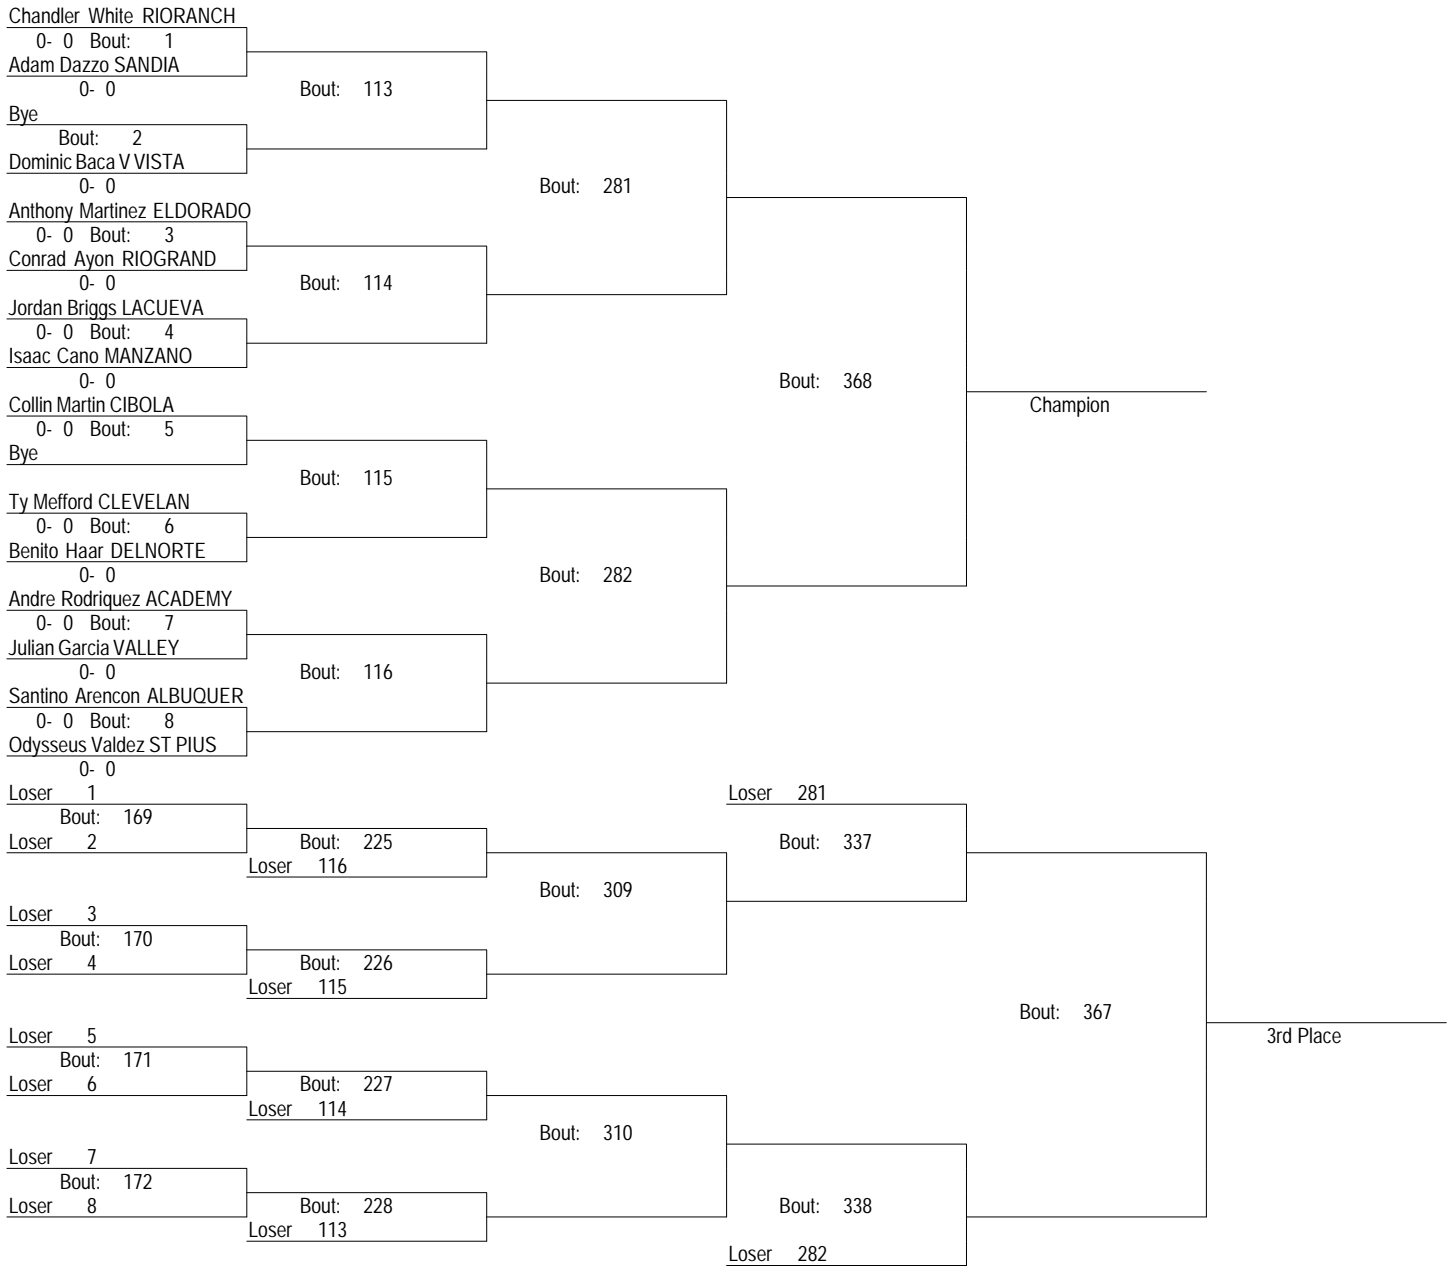 Chandler White RIORANCH
0- 0 Bout: 1
Adam Dazzo SANDIA
0- 0 Bout: 113
Bye
Bout: 2
Dominic Baca V VISTA
0- 0 Bout: 281
Anthony Martinez ELDORADO
0- 0 Bout: 3
Conrad Ayon RIOGRAND
0- 0 Bout: 114
Jordan Briggs LACUEVA
0- 0 Bout: 4
Isaac Cano MANZANO
0- 0 Bout: 368
Collin Martin CIBOLA Champion
0- 0 Bout: 5
Bye
Bout: 115
Ty Mefford CLEVELAN
0- 0 Bout: 6
Benito Haar DELNORTE
0- 0 Bout: 282
Andre Rodriquez ACADEMY
0- 0 Bout: 7
Julian Garcia VALLEY
0- 0 Bout: 116
Santino Arencon ALBUQUER
0- 0 Bout: 8
Odysseus Valdez ST PIUS
0- 0
Loser 1 Loser 281
Bout: 169
Loser 2 Bout: 225 Bout: 337
Loser 116
Bout: 309
Loser 3
Bout: 170
Loser 4 Bout: 226
Loser 115
Bout: 367
Loser 5 3rd Place
Bout: 171
Loser 6 Bout: 227
Loser 114
Bout: 310
Loser 7
Bout: 172
Loser 8 Bout: 228 Bout: 338
Loser 113
Loser 282